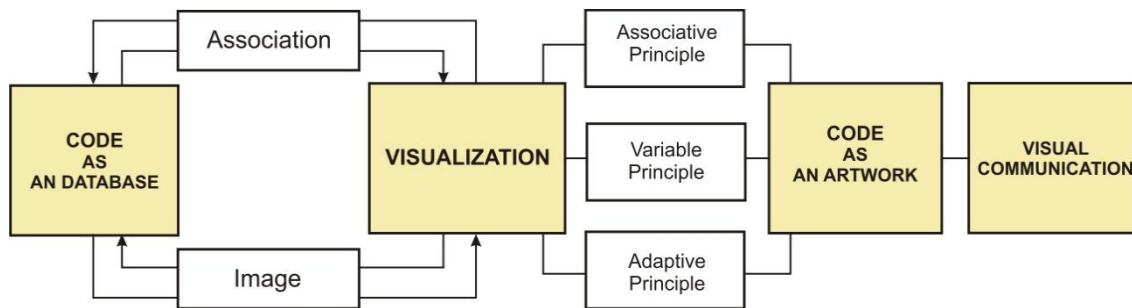 CODE
AS
AN DATABASE
Association
Image
VISUALIZATION
Associative
Principle
Variable
Principle
Adaptive
Principle
CODE
AS
AN ARTWORK
VISUAL
COMMUNICATION